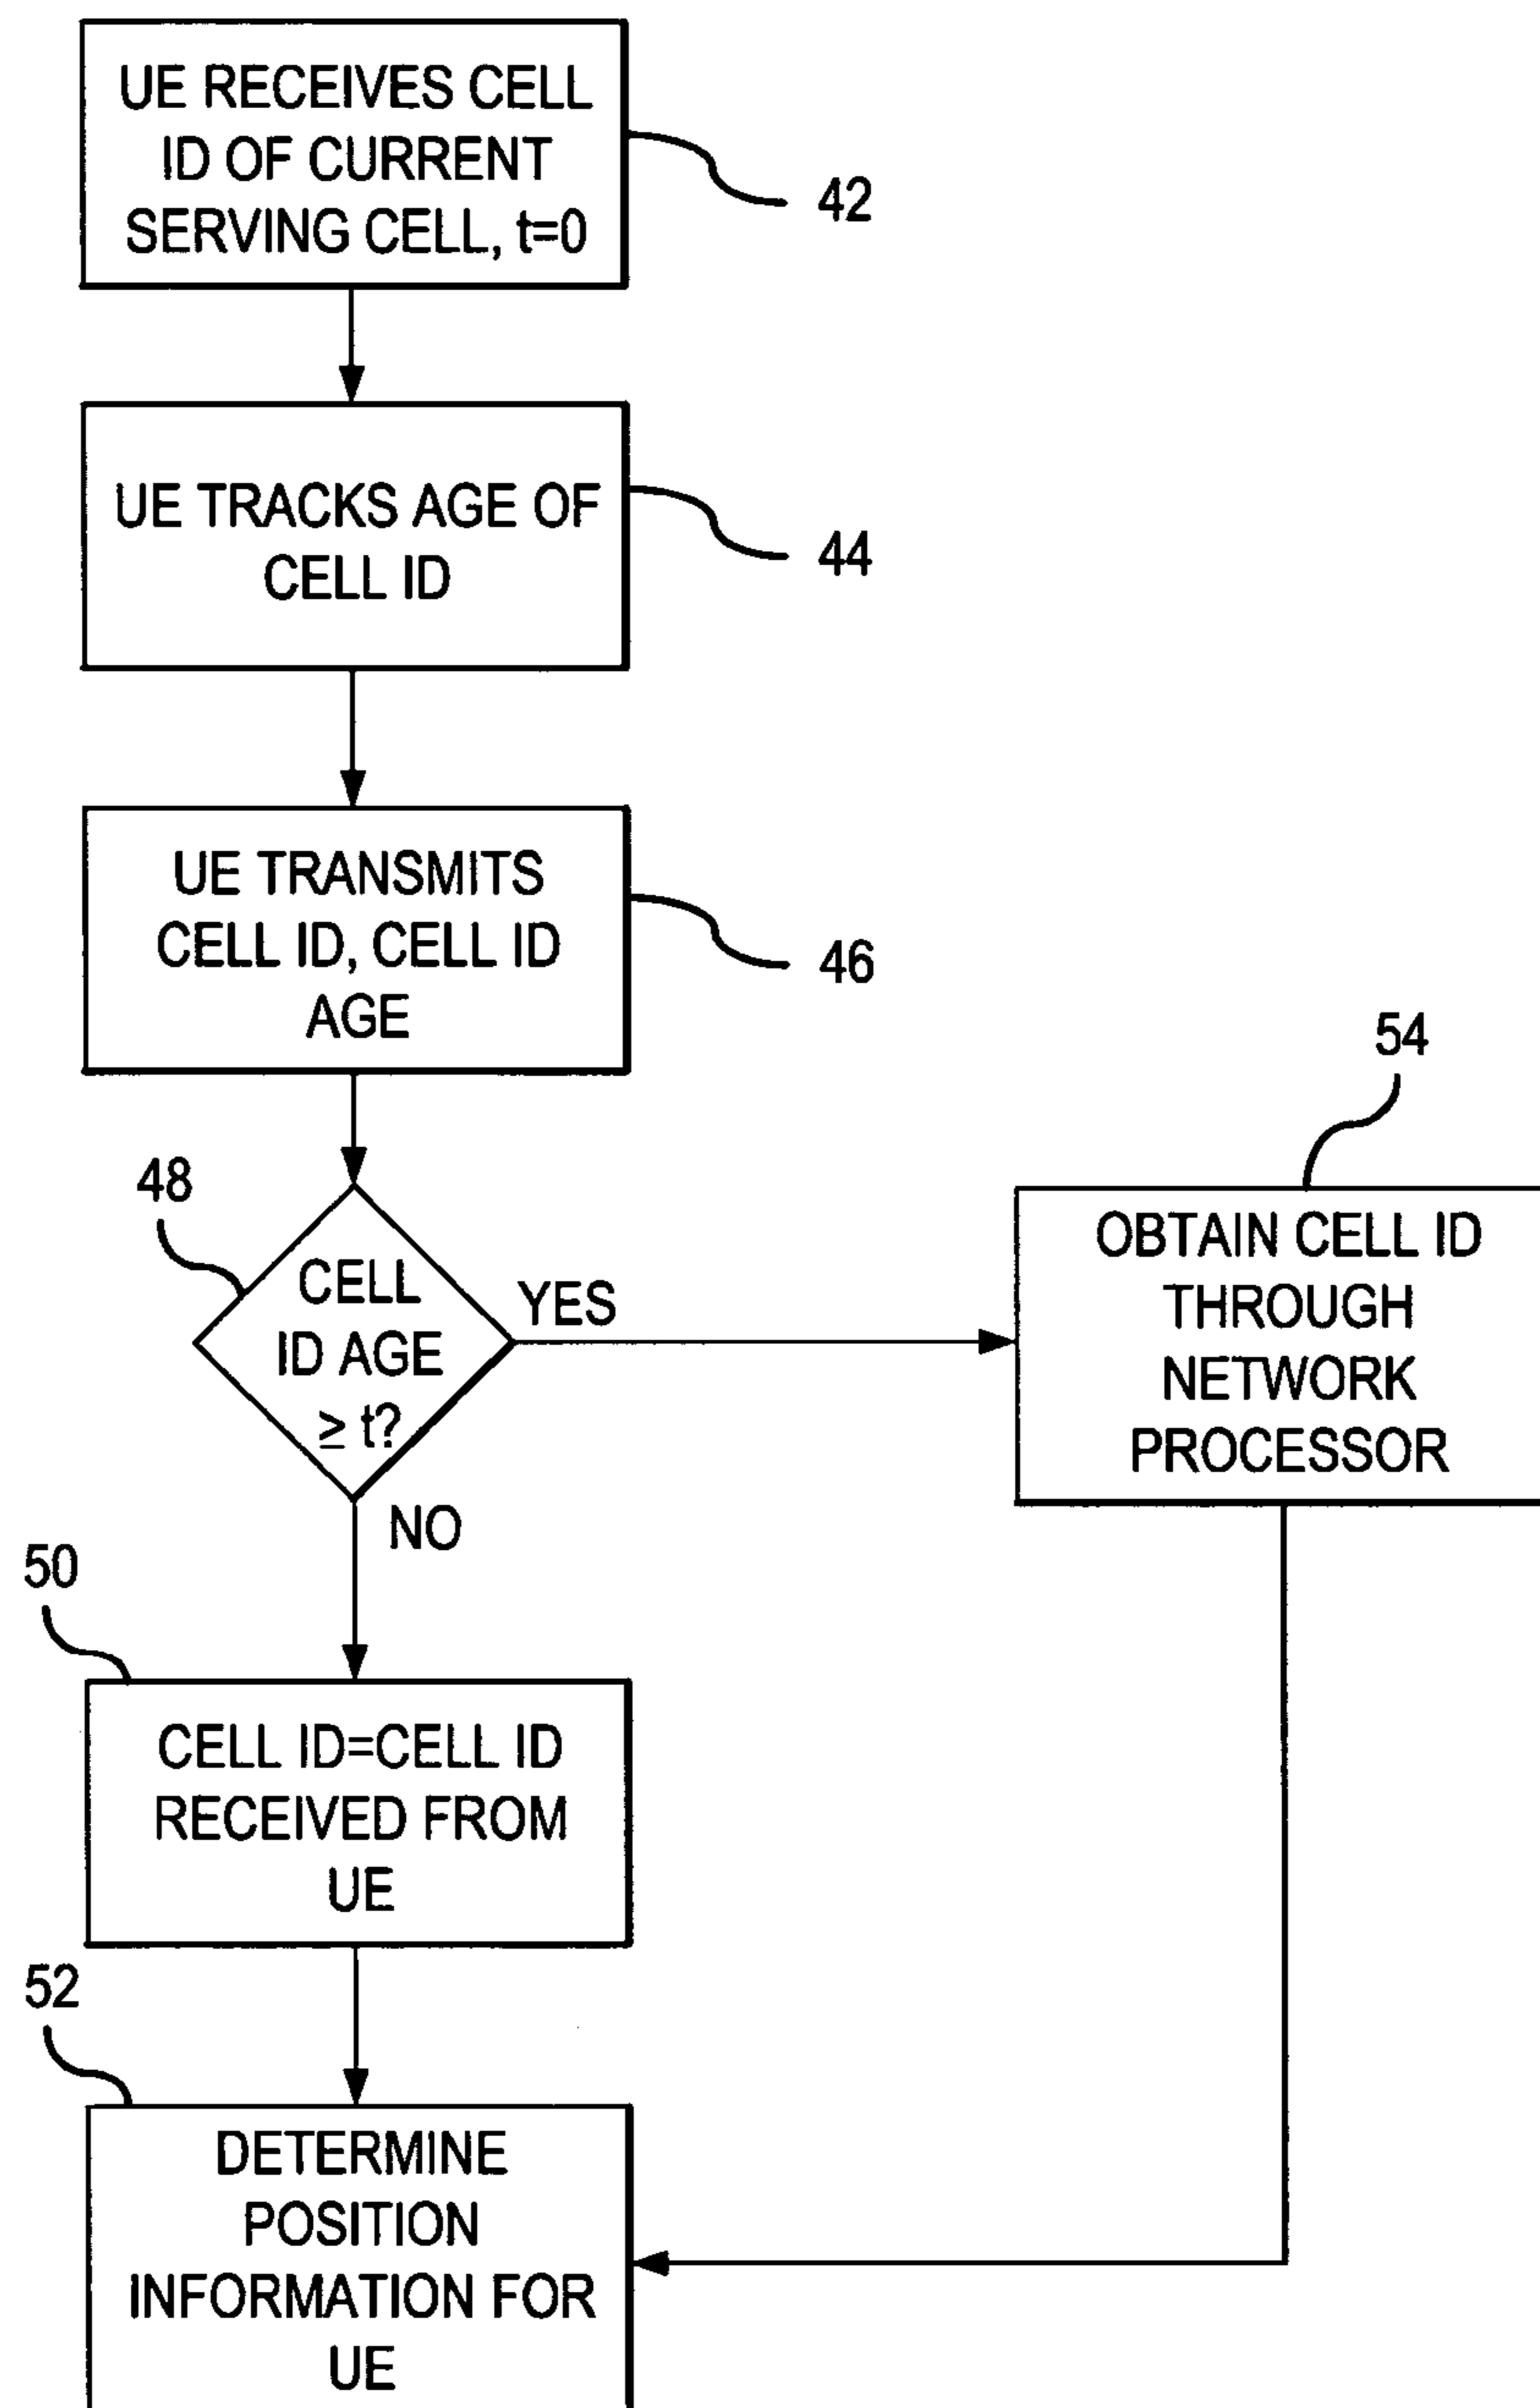 UE RECEIVES CELL
ID OF CURRENT
SERVING CELL, t=0
42
UE TRACKS AGE OF
CELL ID
44
UE TRANSMITS
CELL ID, CELL ID
AGE
46
48
CELL
ID AGE
≥ t?
YES
NO
54
OBTAIN CELL ID
THROUGH
NETWORK
PROCESSOR
50
CELL ID=CELL ID
RECEIVED FROM
UE
52
DETERMINE
POSITION
INFORMATION FOR
UE